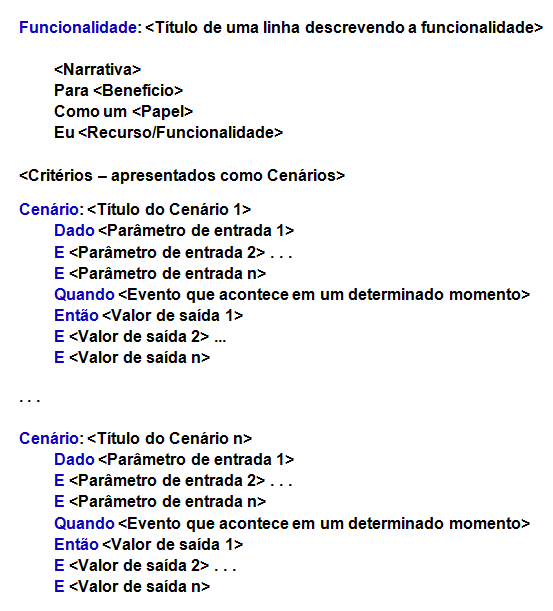 Funcionalidade: <Título de uma linha descrevendo a funcionalidade>
<Narrativa>
Para <Benefício>
Como um <Papel>
Eu <Recurso/Funcionalidade>
<Critérios – apresentados como Cenários>
Cenário: <Título do Cenário 1>
Dado <Parâmetro de entrada 1>
E <Parâmetro de entrada 2> . . .
E <Parâmetro de entrada n>
Quando <Evento que acontece em um determinado momento>
Então <Valor de saída 1>
E <Valor de saída 2> ...
E <Valor de saída n>
. . .
Cenário: <Título do Cenário n>
Dado <Parâmetro de entrada 1>
E <Parâmetro de entrada 2> . . .
E <Parâmetro de entrada n>
Quando <Evento que acontece em um determinado momento>
Então <Valor de saída 1>
E <Valor de saída 2> . . .
E <Valor de saída n>